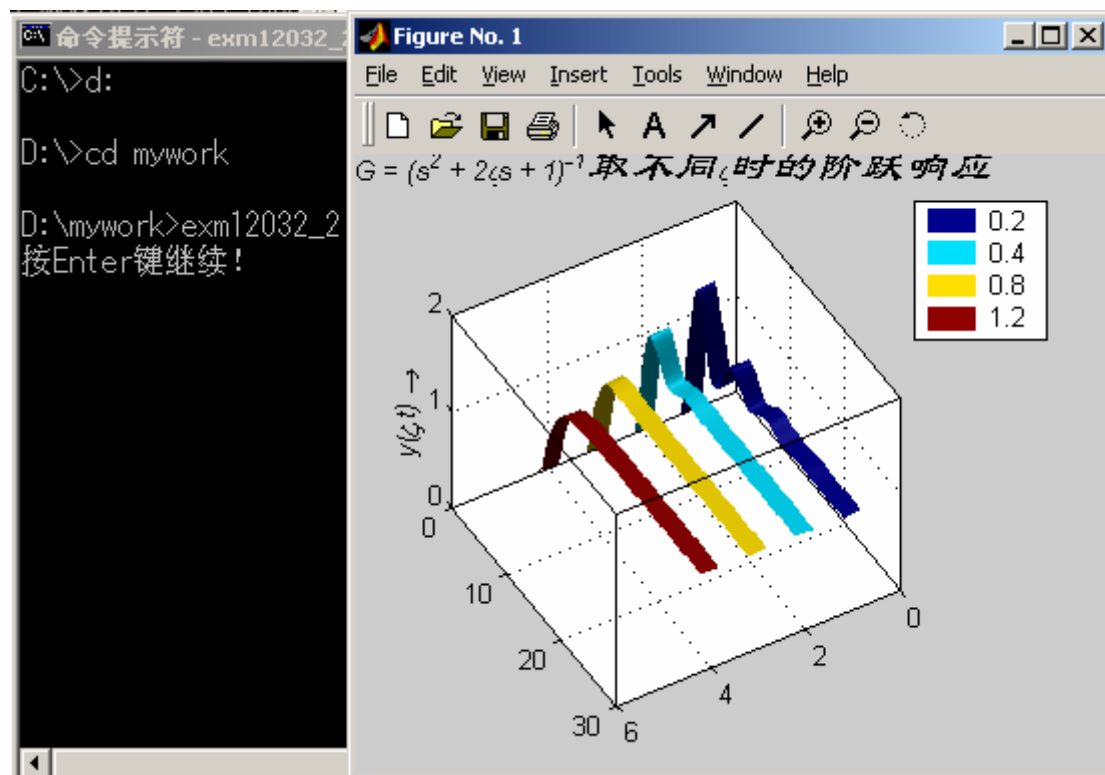 命令提示符 - exm12032_2
C:\>d:
D:\>cd mywork
D:\mywork>exm12032_2
按Enter键继续!
Figure No. 1
File Edit View Insert Tools Window Help
G = (s² + 2ζs + 1)⁻¹取不同ζ时的阶跃响应
0.2
0.4
0.8
1.2
2
1
0
y(ζ,t) →
0
10
20
30
6
4
2
0